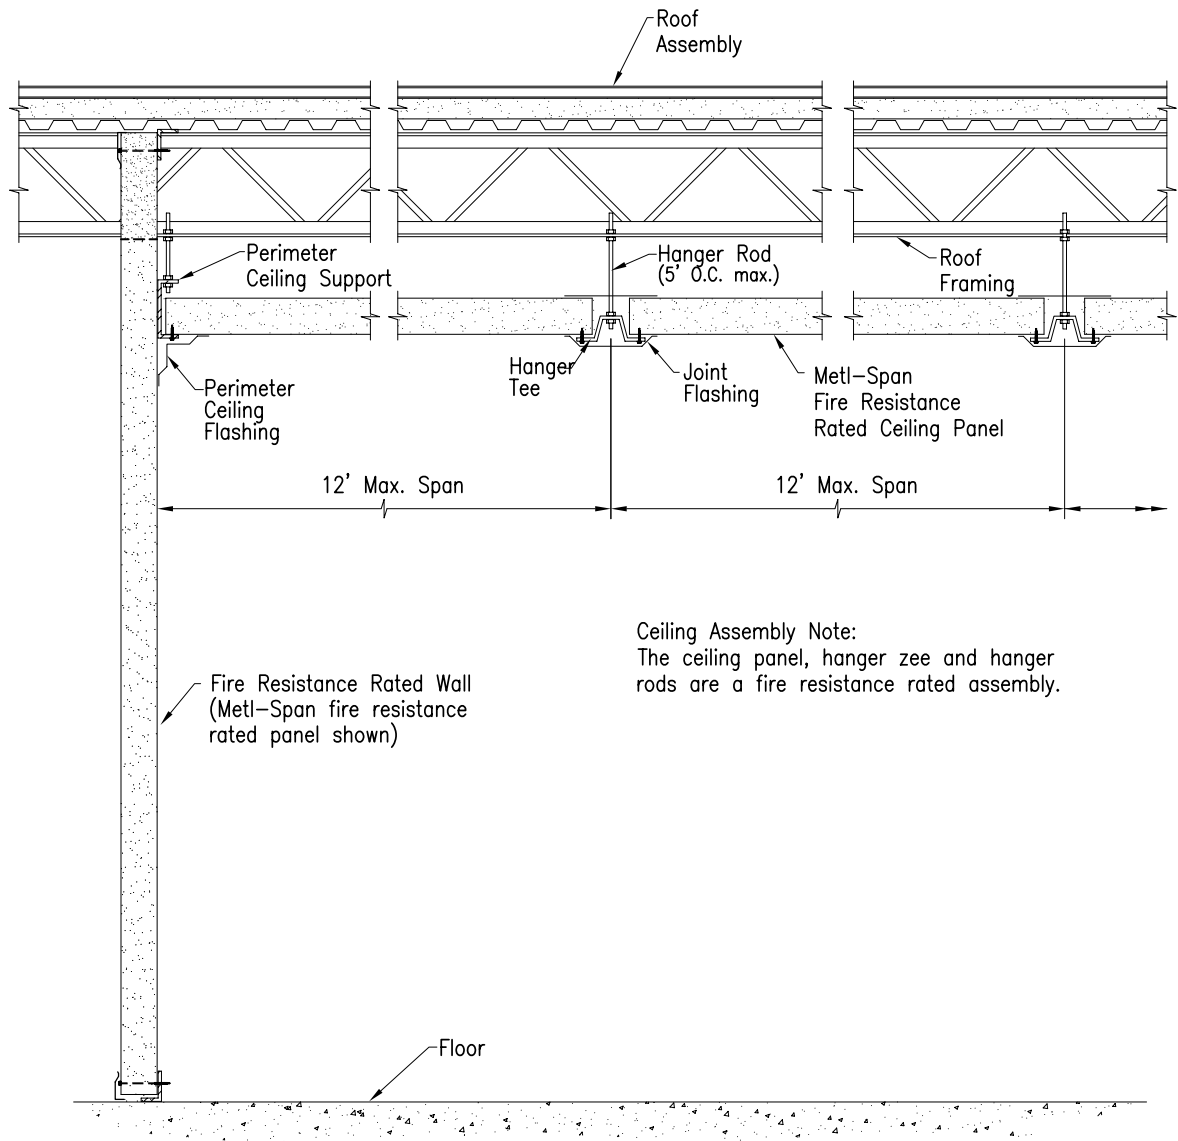 Roof
Assembly
Perimeter
Ceiling Support
Hanger Rod
(5' O.C. max.)
Roof
Framing
Hanger
Tee
Joint
Flashing
Metl-Span
Fire Resistance
Rated Ceiling Panel
Perimeter
Ceiling
Flashing
12' Max. Span
12' Max. Span
Ceiling Assembly Note:
The ceiling panel, hanger zee and hanger
rods are a fire resistance rated assembly.
Fire Resistance Rated Wall
(Metl-Span fire resistance
rated panel shown)
Floor